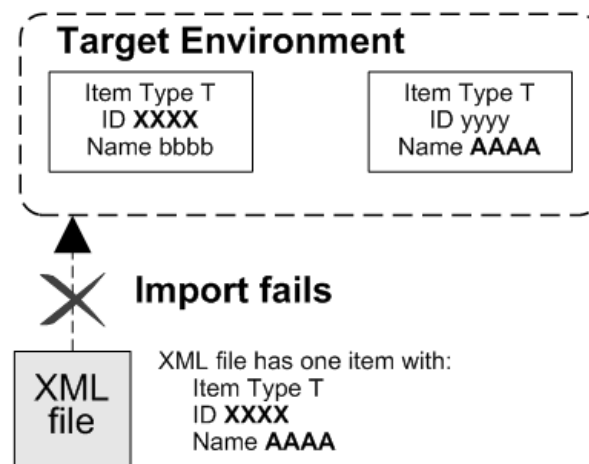 Target Environment
Item Type T
ID XXXX
Name bbbb
Item Type T
ID yyyy
Name AAAA
Import fails
XML file
XML file has one item with:
Item Type T
ID XXXX
Name AAAA